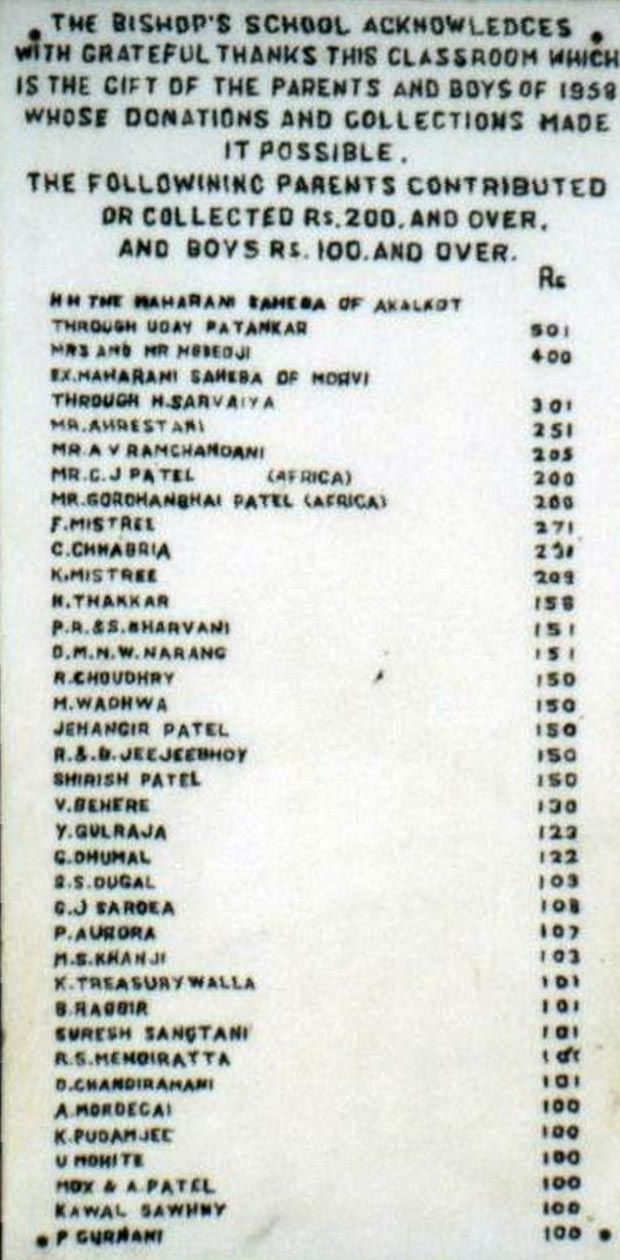 THE BISHOP'S SCHOOL ACKNOWLEDGES
WITH GRATEFUL THANKS THIS CLASSROOM WHICH
IS THE GIFT OF THE PARENTS AND BOYS OF 1958
WHOSE DONATIONS AND COLLECTIONS MADE
IT POSSIBLE.
THE FOLLOWINING PARENTS CONTRIBUTED
OR COLLECTED Rs.200.AND OVER.
AND BOYS Rs.100.AND OVER.
Rs
HH THE MAHARANI SAHEBA OF AKALKOT
THROUGH UDAY PATANKAR 501
MRS AND MR 400
EX.MAHARANI SAHEBA OF MORVI
THROUGH H.SARVAIYA 301
MR. 251
MR.A V RAMCHANDANI 205
MR.C.J PATEL (AFRICA) 200
MR.GORDHANBHAI PATEL (AFRICA) 200
F.MISTREE 271
C.CHHABRIA
K.MISTREE 209
H.THAKKAR 158
P.R.&S.BHARVANI 151
D.M.N.W.NARANG 151
R.CHOUDHRY 150
M.WADHWA 150
JEHANGIR PATEL 150
R.&.B.JEEJEEBHOY 150
SHIRISH PATEL 150
V.BEHERE 130
Y.GULRAJA 123
G.DHUMAL 122
S.S.DUGAL 103
G.J SAROEA 108
P.AURORA 107
M.S.KHANJI 103
K.TREASURYWALLA 101
B.RAGBIR 101
SURESH SANGTANI 101
R.S.MENDIRATTA 101
D.CHANDIRAMANI 101
A.MORDECAI 100
K.PUDAMJEE 100
U MOHITE 100
MOX & A.PATEL 100
KAWAL SAWHNY 100
P GURNANI 100